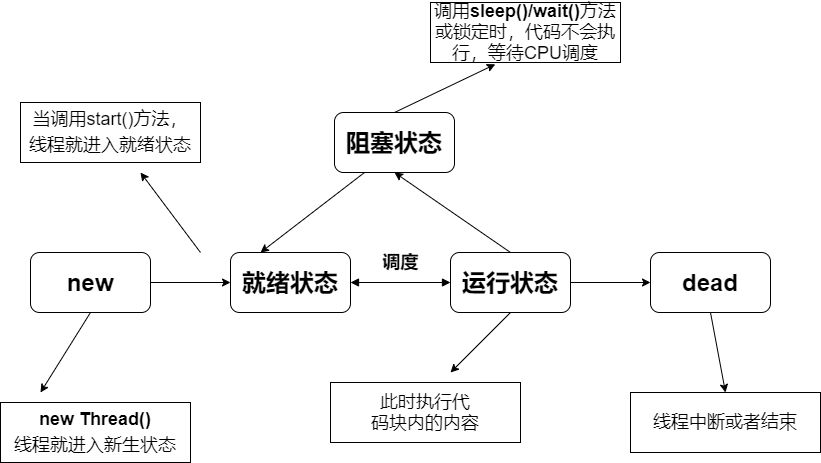 调用sleep()/wait()方法
或锁定时，代码不会执
行，等待CPU调度
当调用start()方法，
线程就进入就绪状态
阻塞状态
new
就绪状态
调度
运行状态
dead
new Thread()
线程就进入新生状态
此时执行代
码块内的内容
线程中断或者结束